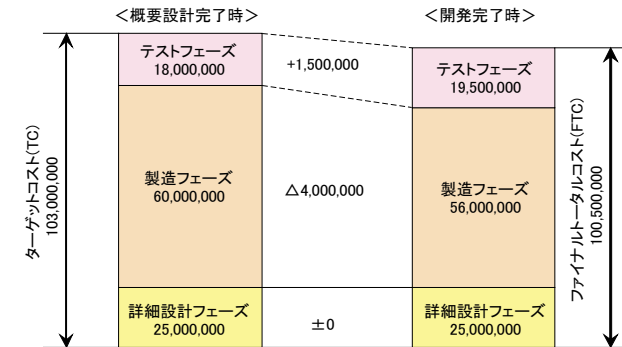 ＜概要設計完了時＞
＜開発完了時＞
ターゲットコスト(TC)
103,000,000
テストフェーズ
18,000,000
+1,500,000
テストフェーズ
19,500,000
製造フェーズ
60,000,000
△4,000,000
製造フェーズ
56,000,000
詳細設計フェーズ
25,000,000
±0
詳細設計フェーズ
25,000,000
ファイナルトータルコスト(FTC)
100,500,000